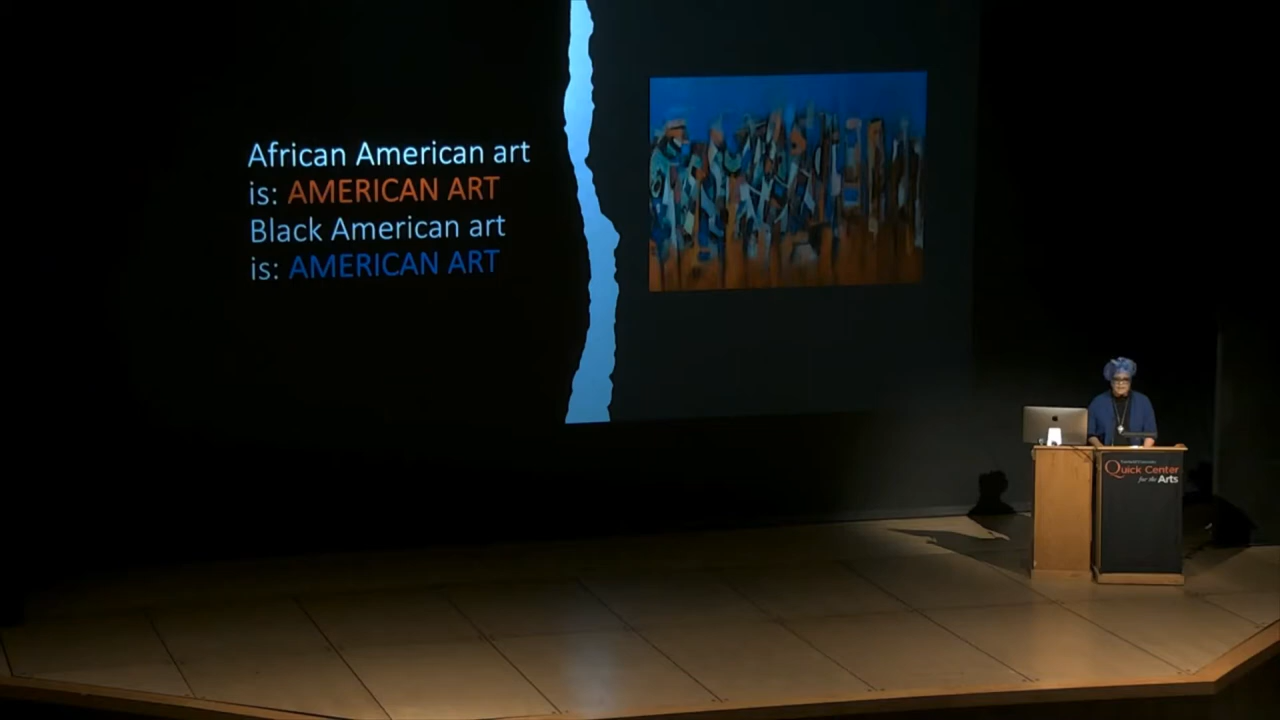 African American art
is: AMERICAN ART
Black American art
is: AMERICAN ART
Quick Center
for the Arts